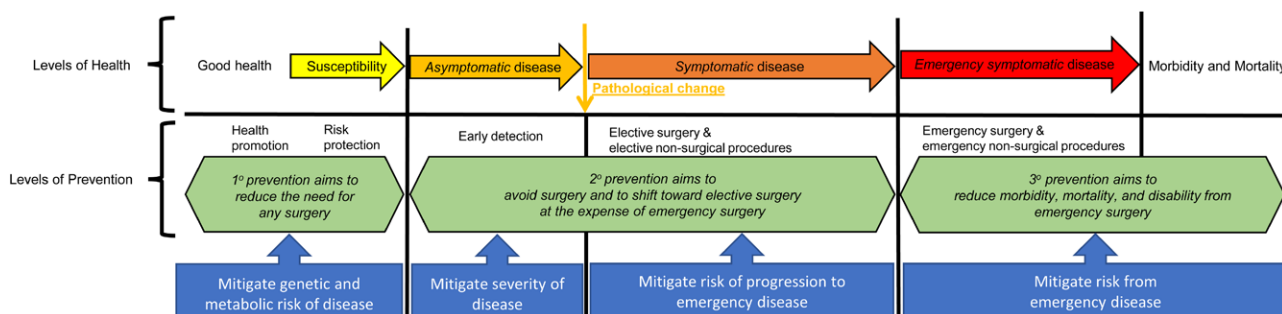 Levels of Health
Good health
Susceptibility
Asymptomatic disease
Symptomatic disease
Emergency symptomatic disease
Morbidity and Mortality
Pathological change
Levels of Prevention
Health
promotion
Risk
protection
Early detection
Elective surgery &
elective non-surgical procedures
Emergency surgery &
emergency non-surgical procedures
1º prevention aims to
reduce the need for
any surgery
2º prevention aims to
avoid surgery and to shift toward elective surgery
at the expense of emergency surgery
3º prevention aims to
reduce morbidity, mortality, and disability from
emergency surgery
Mitigate genetic and
metabolic risk of disease
Mitigate severity of
disease
Mitigate risk of progression to
emergency disease
Mitigate risk from
emergency disease